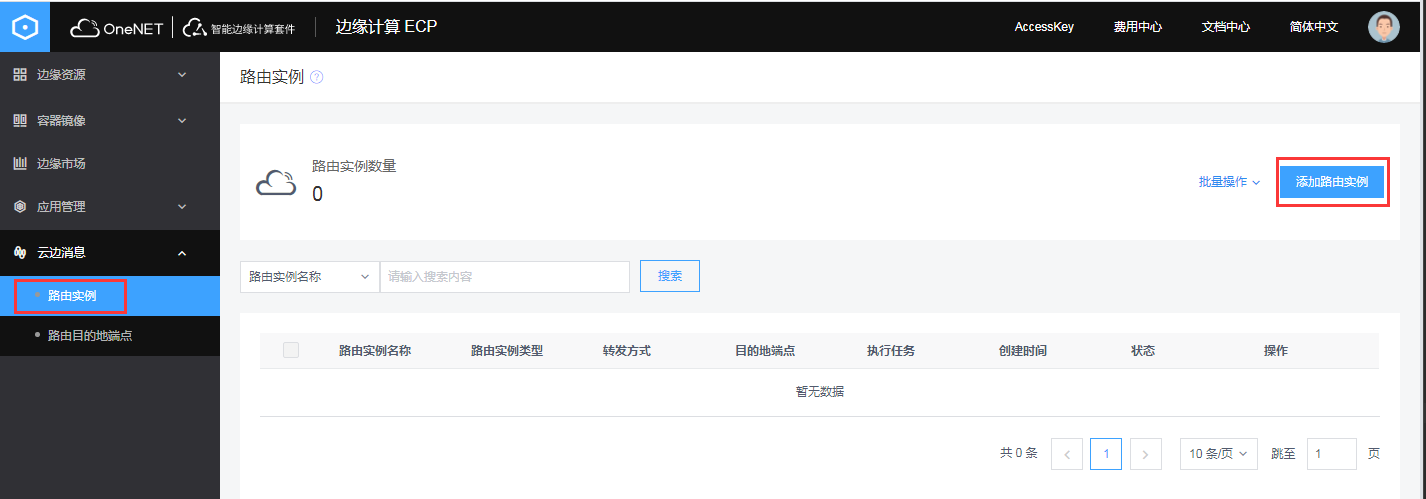 OneNET 智能边缘计算套件 边缘计算 ECP AccessKey 费用中心 文档中心 简体中文
边缘资源
容器镜像
边缘市场
应用管理
云边消息
路由实例
路由目的地端点
路由实例 ?
路由实例数量
0
批量操作 添加路由实例
路由实例名称 请输入搜索内容 搜索
路由实例名称 路由实例类型 转发方式 目的地端点 执行任务 创建时间 状态 操作
暂无数据
共 0 条 < 1 > 10 条/页 跳至 1 页